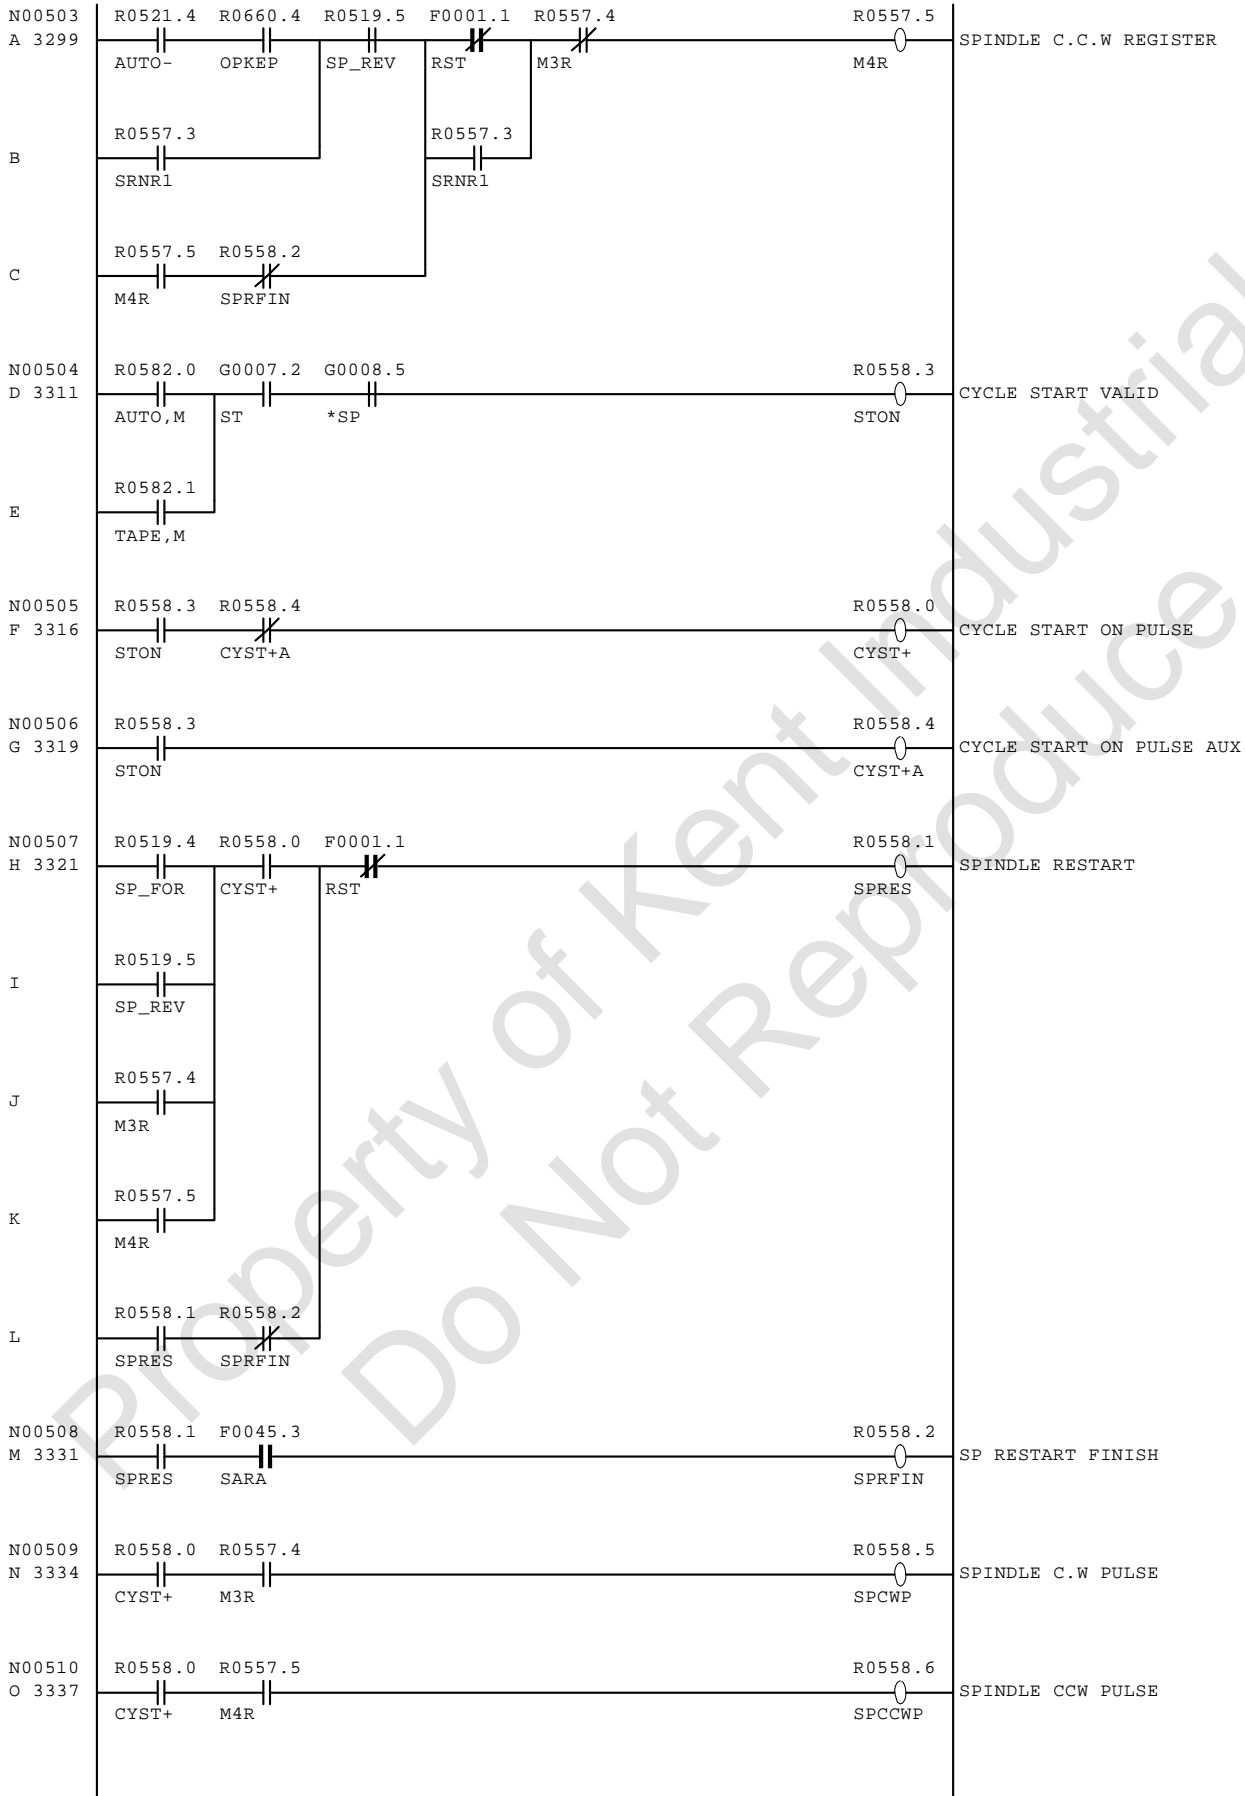 N00503 R0521.4 R0660.4 R0519.5 F0001.1 R0557.4 R0557.5
A 3299 SPINDLE C.C.W REGISTER
AUTO- OPKEP SP_REV RST M3R M4R
R0557.3 R0557.3
B
SRNR1 SRNR1
R0557.5 R0558.2
C
M4R SPRFIN
N00504 R0582.0 G0007.2 G0008.5 R0558.3
D 3311 CYCLE START VALID
AUTO,M ST *SP STON
R0582.1
E
TAPE,M
N00505 R0558.3 R0558.4 R0558.0
F 3316 CYCLE START ON PULSE
STON CYST+A CYST+
N00506 R0558.3 R0558.4
G 3319 CYCLE START ON PULSE AUX
STON CYST+A
N00507 R0519.4 R0558.0 F0001.1 R0558.1
H 3321 SPINDLE RESTART
SP_FOR CYST+ RST SPRES
R0519.5
I
SP_REV
R0557.4
J
M3R
R0557.5
K
M4R
R0558.1 R0558.2
L
SPRES SPRFIN
N00508 R0558.1 F0045.3 R0558.2
M 3331 SP RESTART FINISH
SPRES SARA SPRFIN
N00509 R0558.0 R0557.4 R0558.5
N 3334 SPINDLE C.W PULSE
CYST+ M3R SPCWP
N00510 R0558.0 R0557.5 R0558.6
O 3337 SPINDLE CCW PULSE
CYST+ M4R SPCCWP
Property of Kent Industrial
Do Not Reproduce